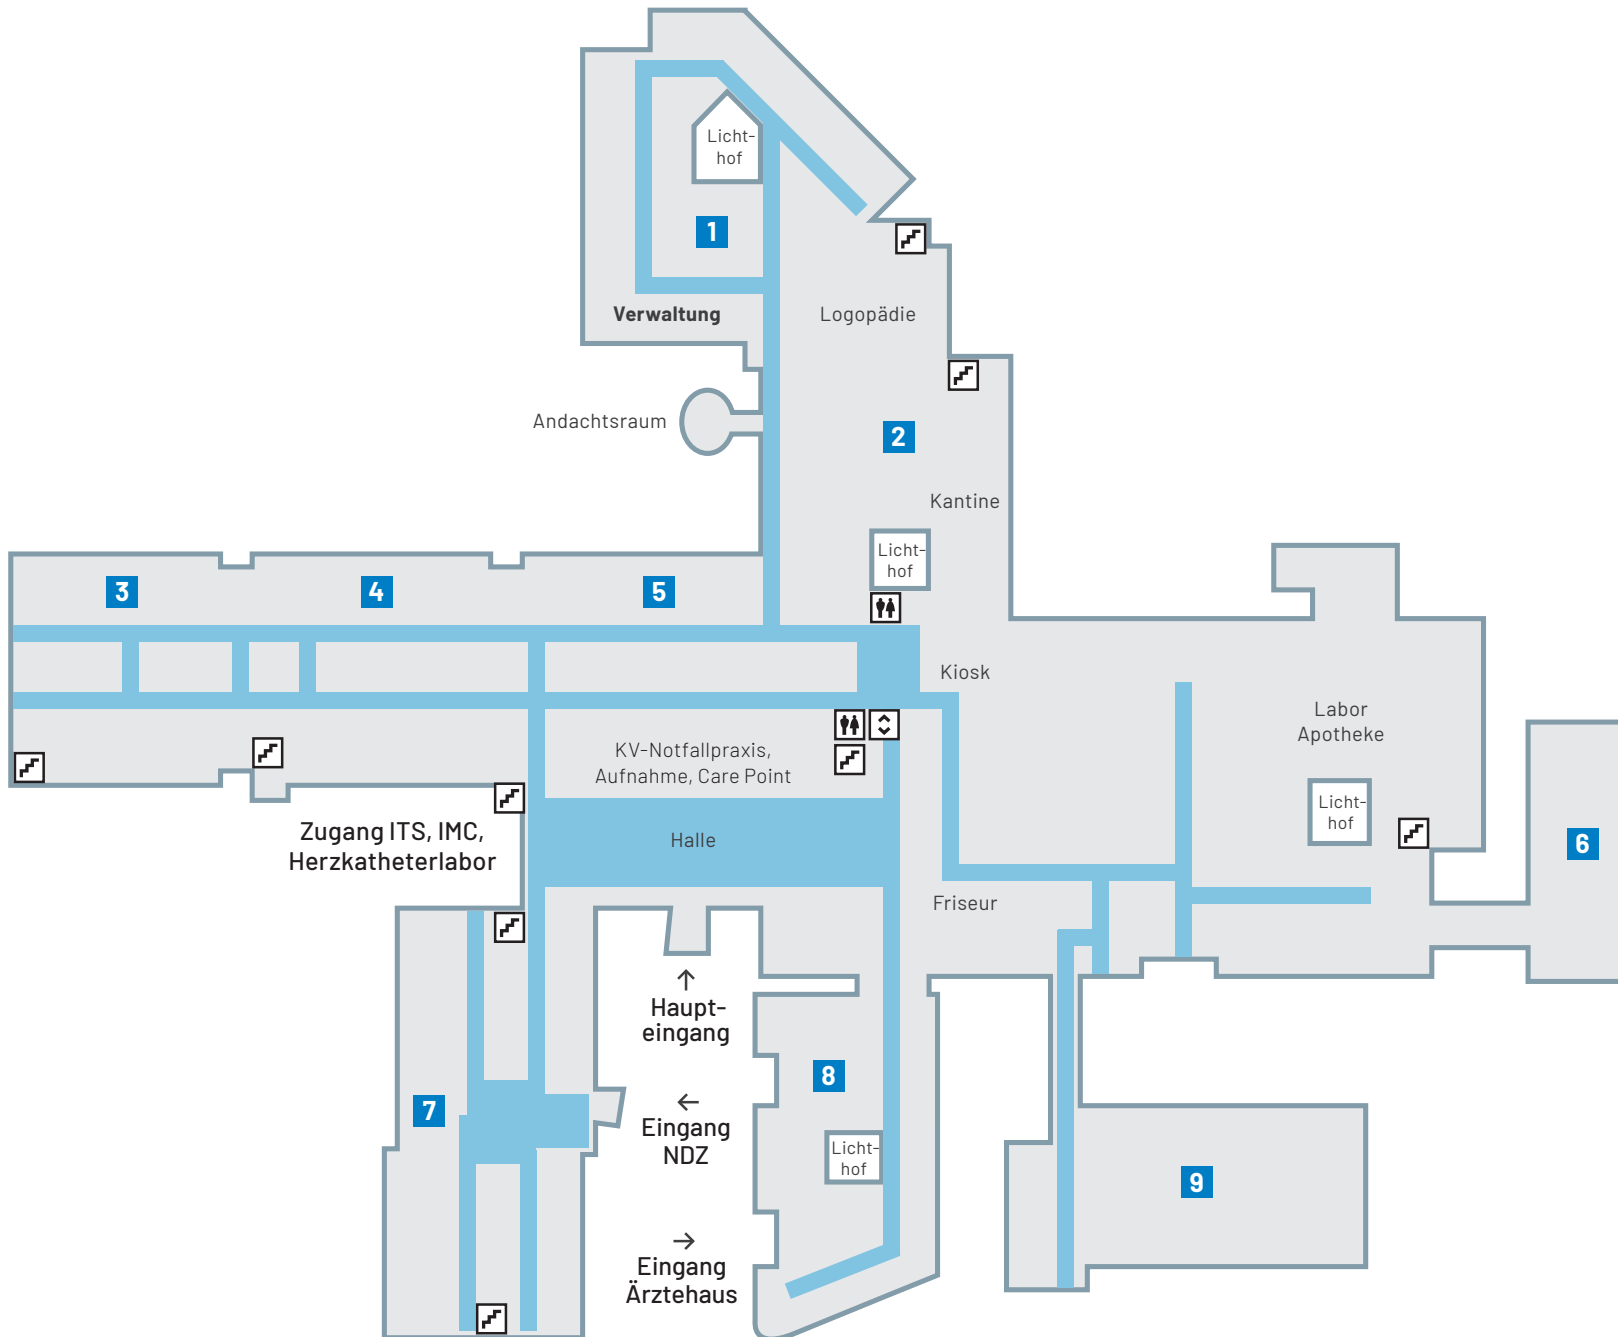 Licht-
hof
1
Verwaltung
Logopädie
Andachtsraum
2
Kantine
Licht-
hof
3
4
5
Kiosk
Labor
Apotheke
KV-Notfallpraxis,
Aufnahme, Care Point
Licht-
hof
Zugang ITS, IMC,
Herzkatheterlabor
Halle
6
Friseur
↑
Haupt-
eingang
8
7
←
Eingang
NDZ
Licht-
hof
9
→
Eingang
Ärztehaus